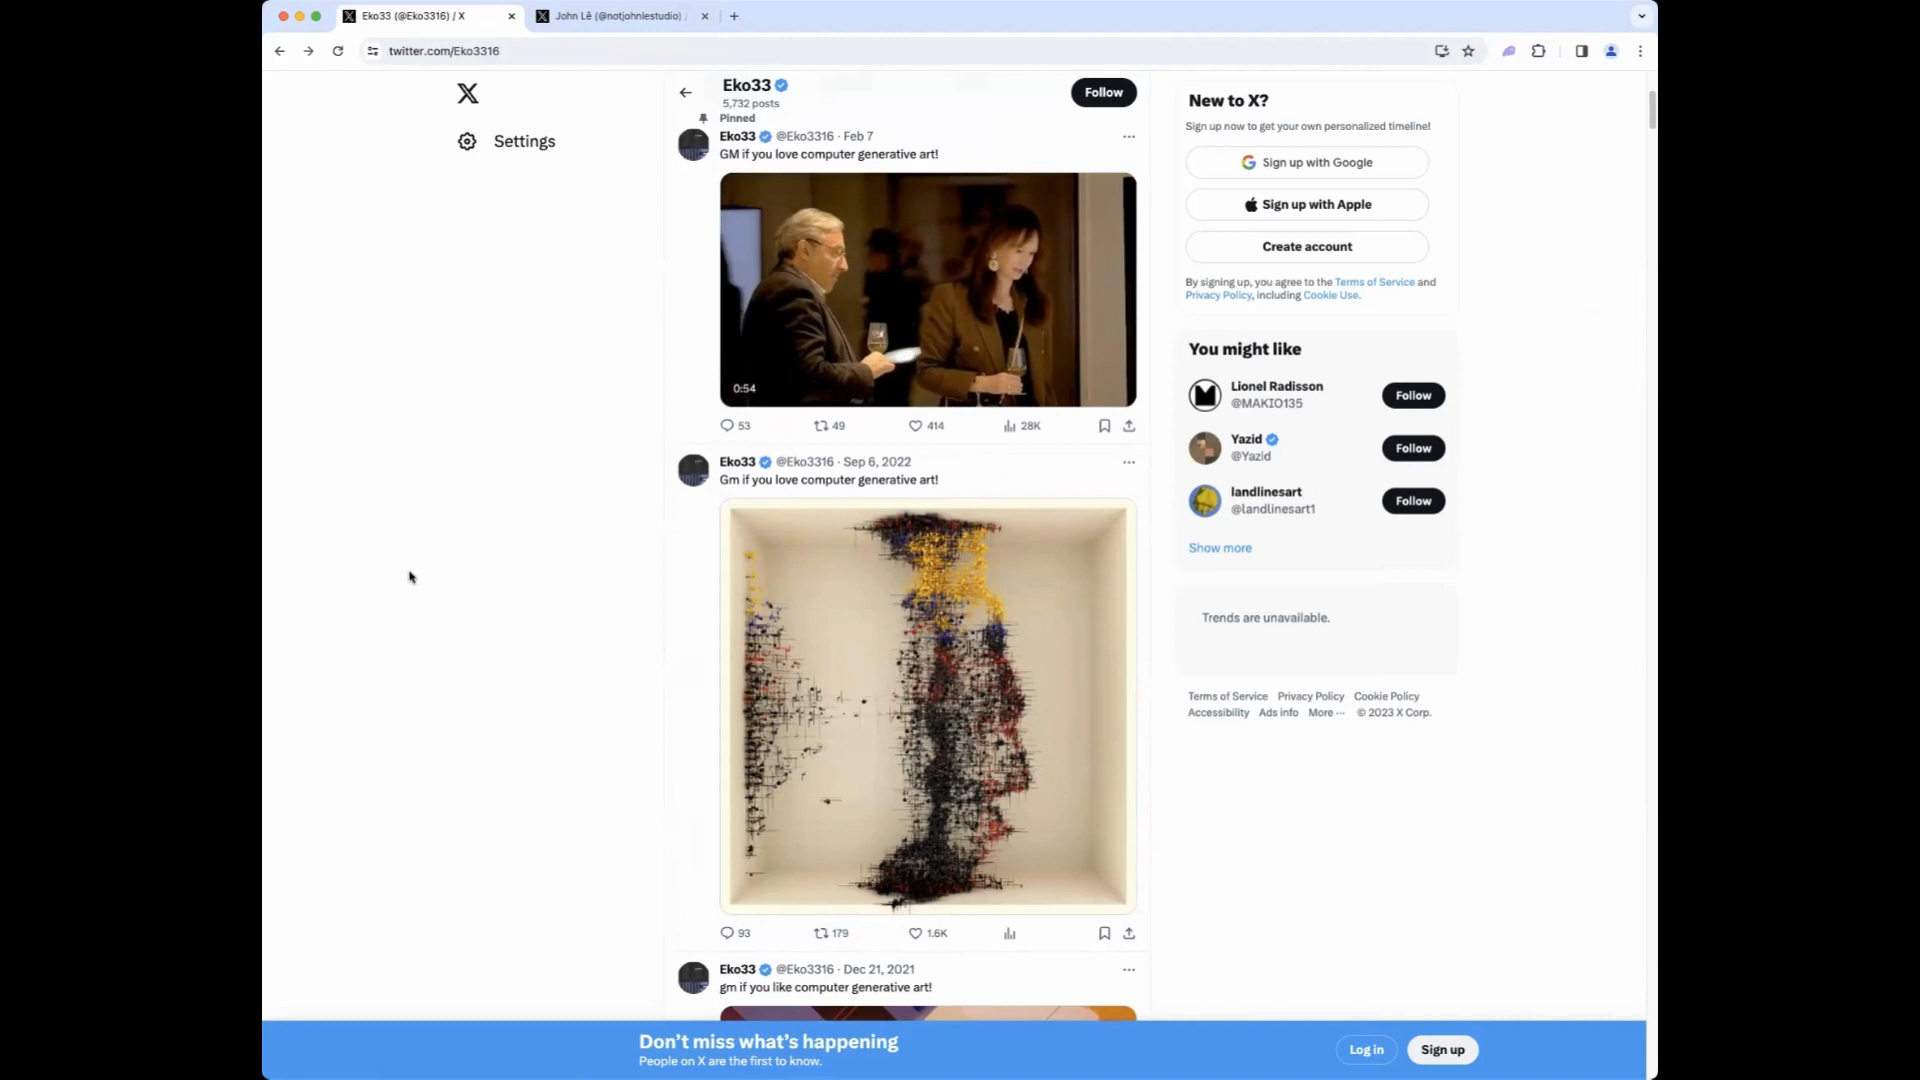 Eko33 (@Eko3316) / X
John Lê (@notjohnlestudio) /
twitter.com/Eko3316
Settings
Eko33
5,732 posts
Follow
Pinned
Eko33 @Eko3316 · Feb 7
GM if you love computer generative art!
0:54
53 49 414 28K
Eko33 @Eko3316 · Sep 6, 2022
Gm if you love computer generative art!
93 179 1.6K
Eko33 @Eko3316 · Dec 21, 2021
gm if you like computer generative art!
New to X?
Sign up now to get your own personalized timeline!
Sign up with Google
Sign up with Apple
Create account
By signing up, you agree to the Terms of Service and
Privacy Policy, including Cookie Use.
You might like
Lionel Radisson
@MAKIO135
Follow
Yazid
@Yazid
Follow
landlinesart
@landlinesart1
Follow
Show more
Trends are unavailable.
Terms of Service Privacy Policy Cookie Policy
Accessibility Ads info More ··· © 2023 X Corp.
Don't miss what's happening
People on X are the first to know.
Log in
Sign up